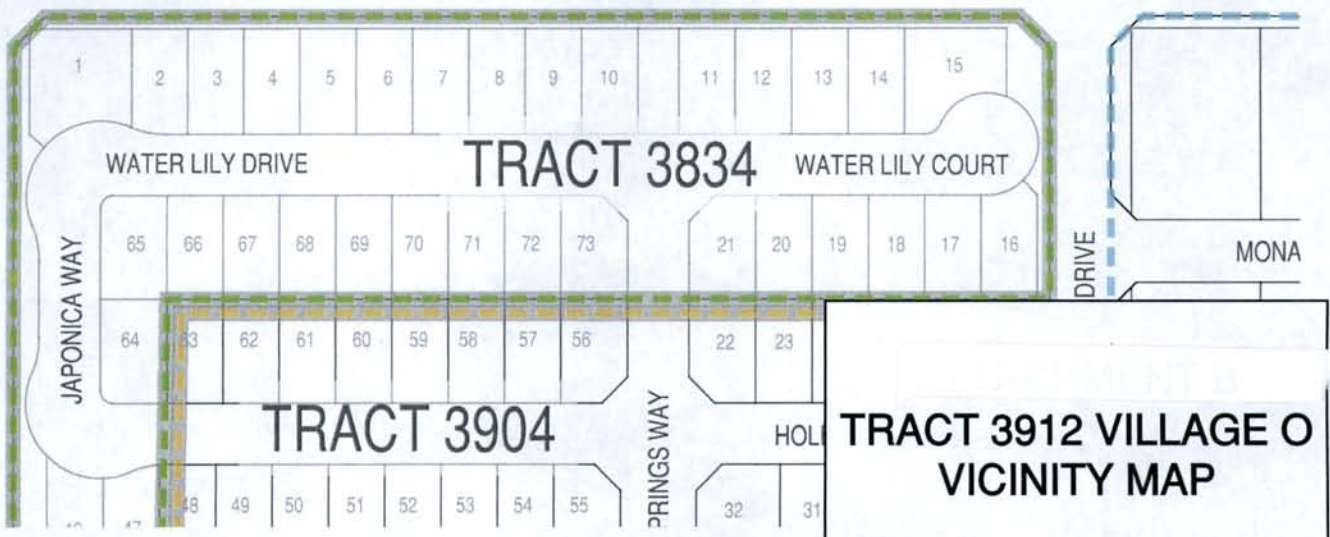 1 2 3 4 5 6 7 8 9 10 11 12 13 14 15
WATER LILY DRIVE
TRACT 3834
WATER LILY COURT
JAPONICA WAY
65 66 67 68 69 70 71 72 73 21 20 19 18 17 16
DRIVE
MONA
64 63 62 61 60 59 58 57 56 22 23
ATTACHMENT B
TRACT 3904
PRINGS WAY
HOLL
TRACT 3912 VILLAGE O
VICINITY MAP
47 48 49 50 51 52 53 54 55 32 31